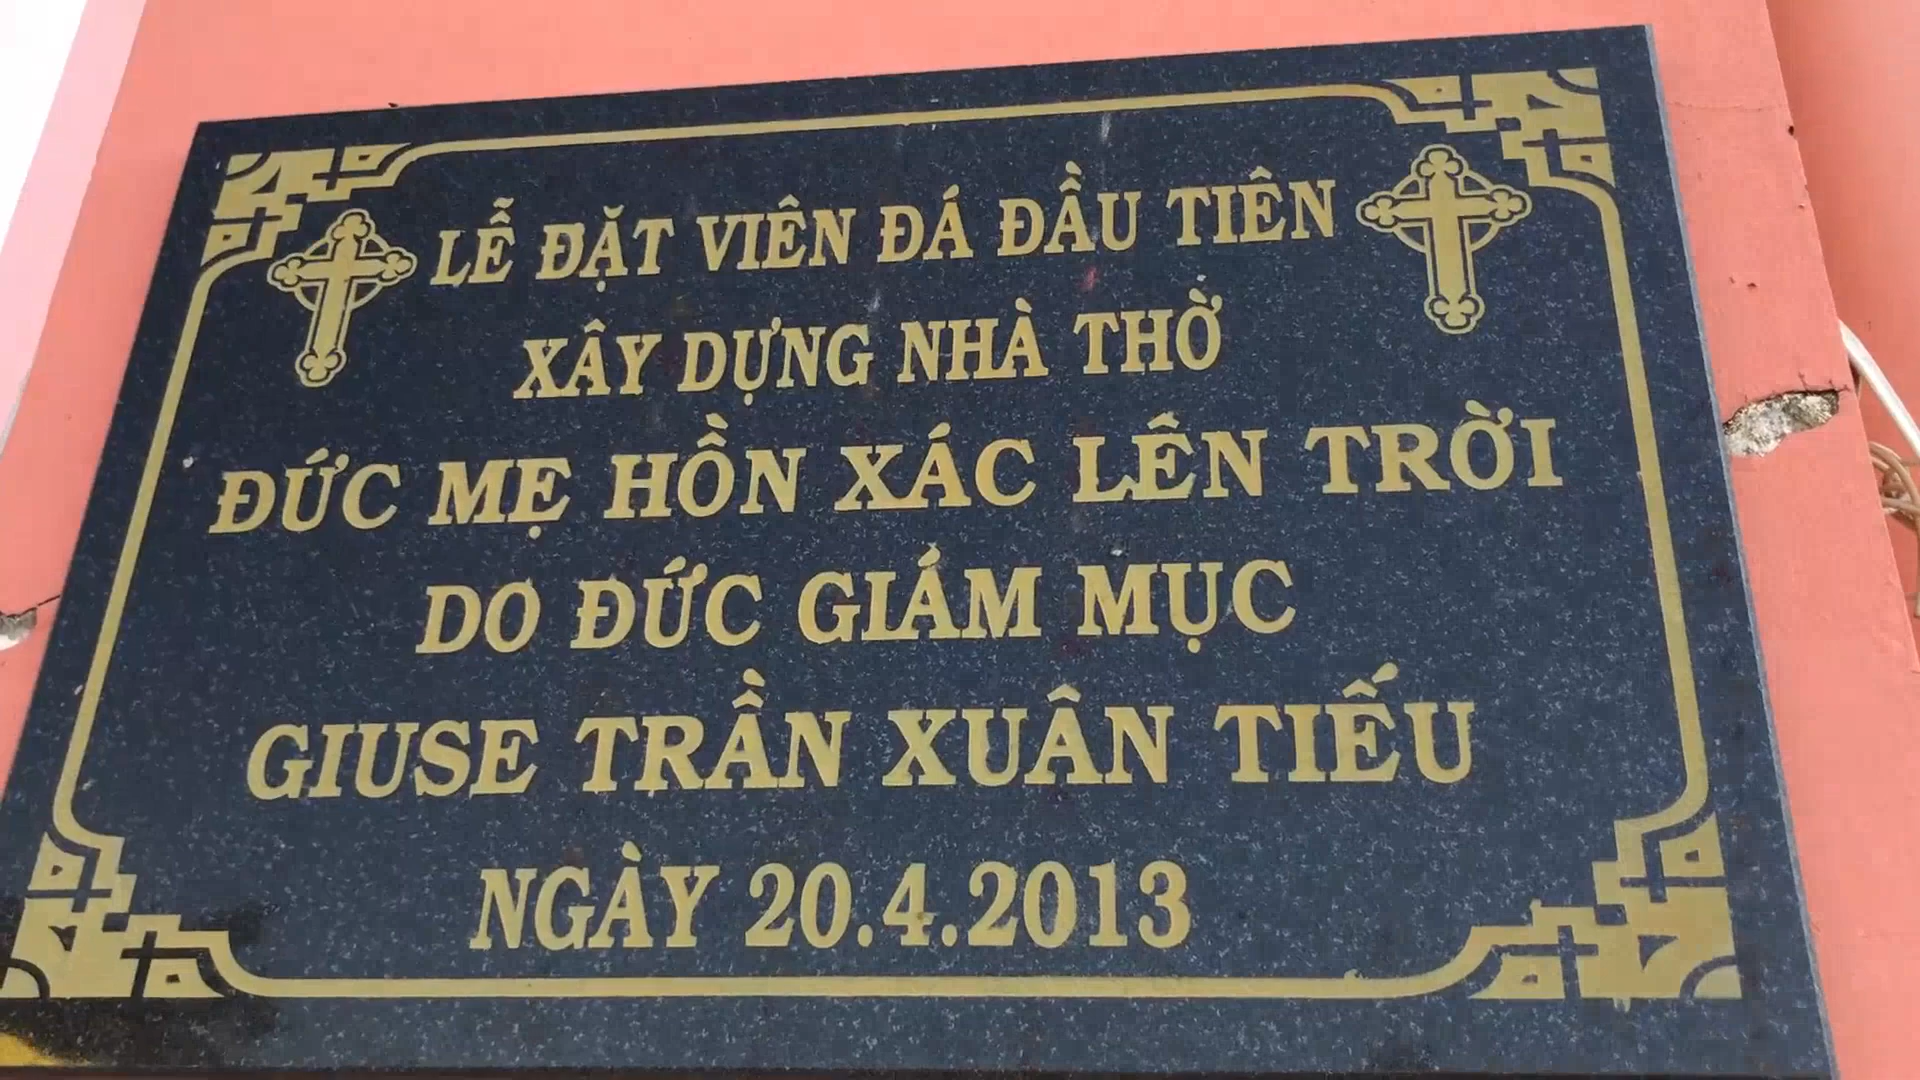 LỄ ĐẶT VIÊN ĐÁ ĐẦU TIÊN
XÂY DỰNG NHÀ THỜ
ĐỨC MẸ HỒN XÁC LÊN TRỜI
DO ĐỨC GIÁM MỤC
GIUSE TRẦN XUÂN TIẾU
NGÀY 20.4.2013